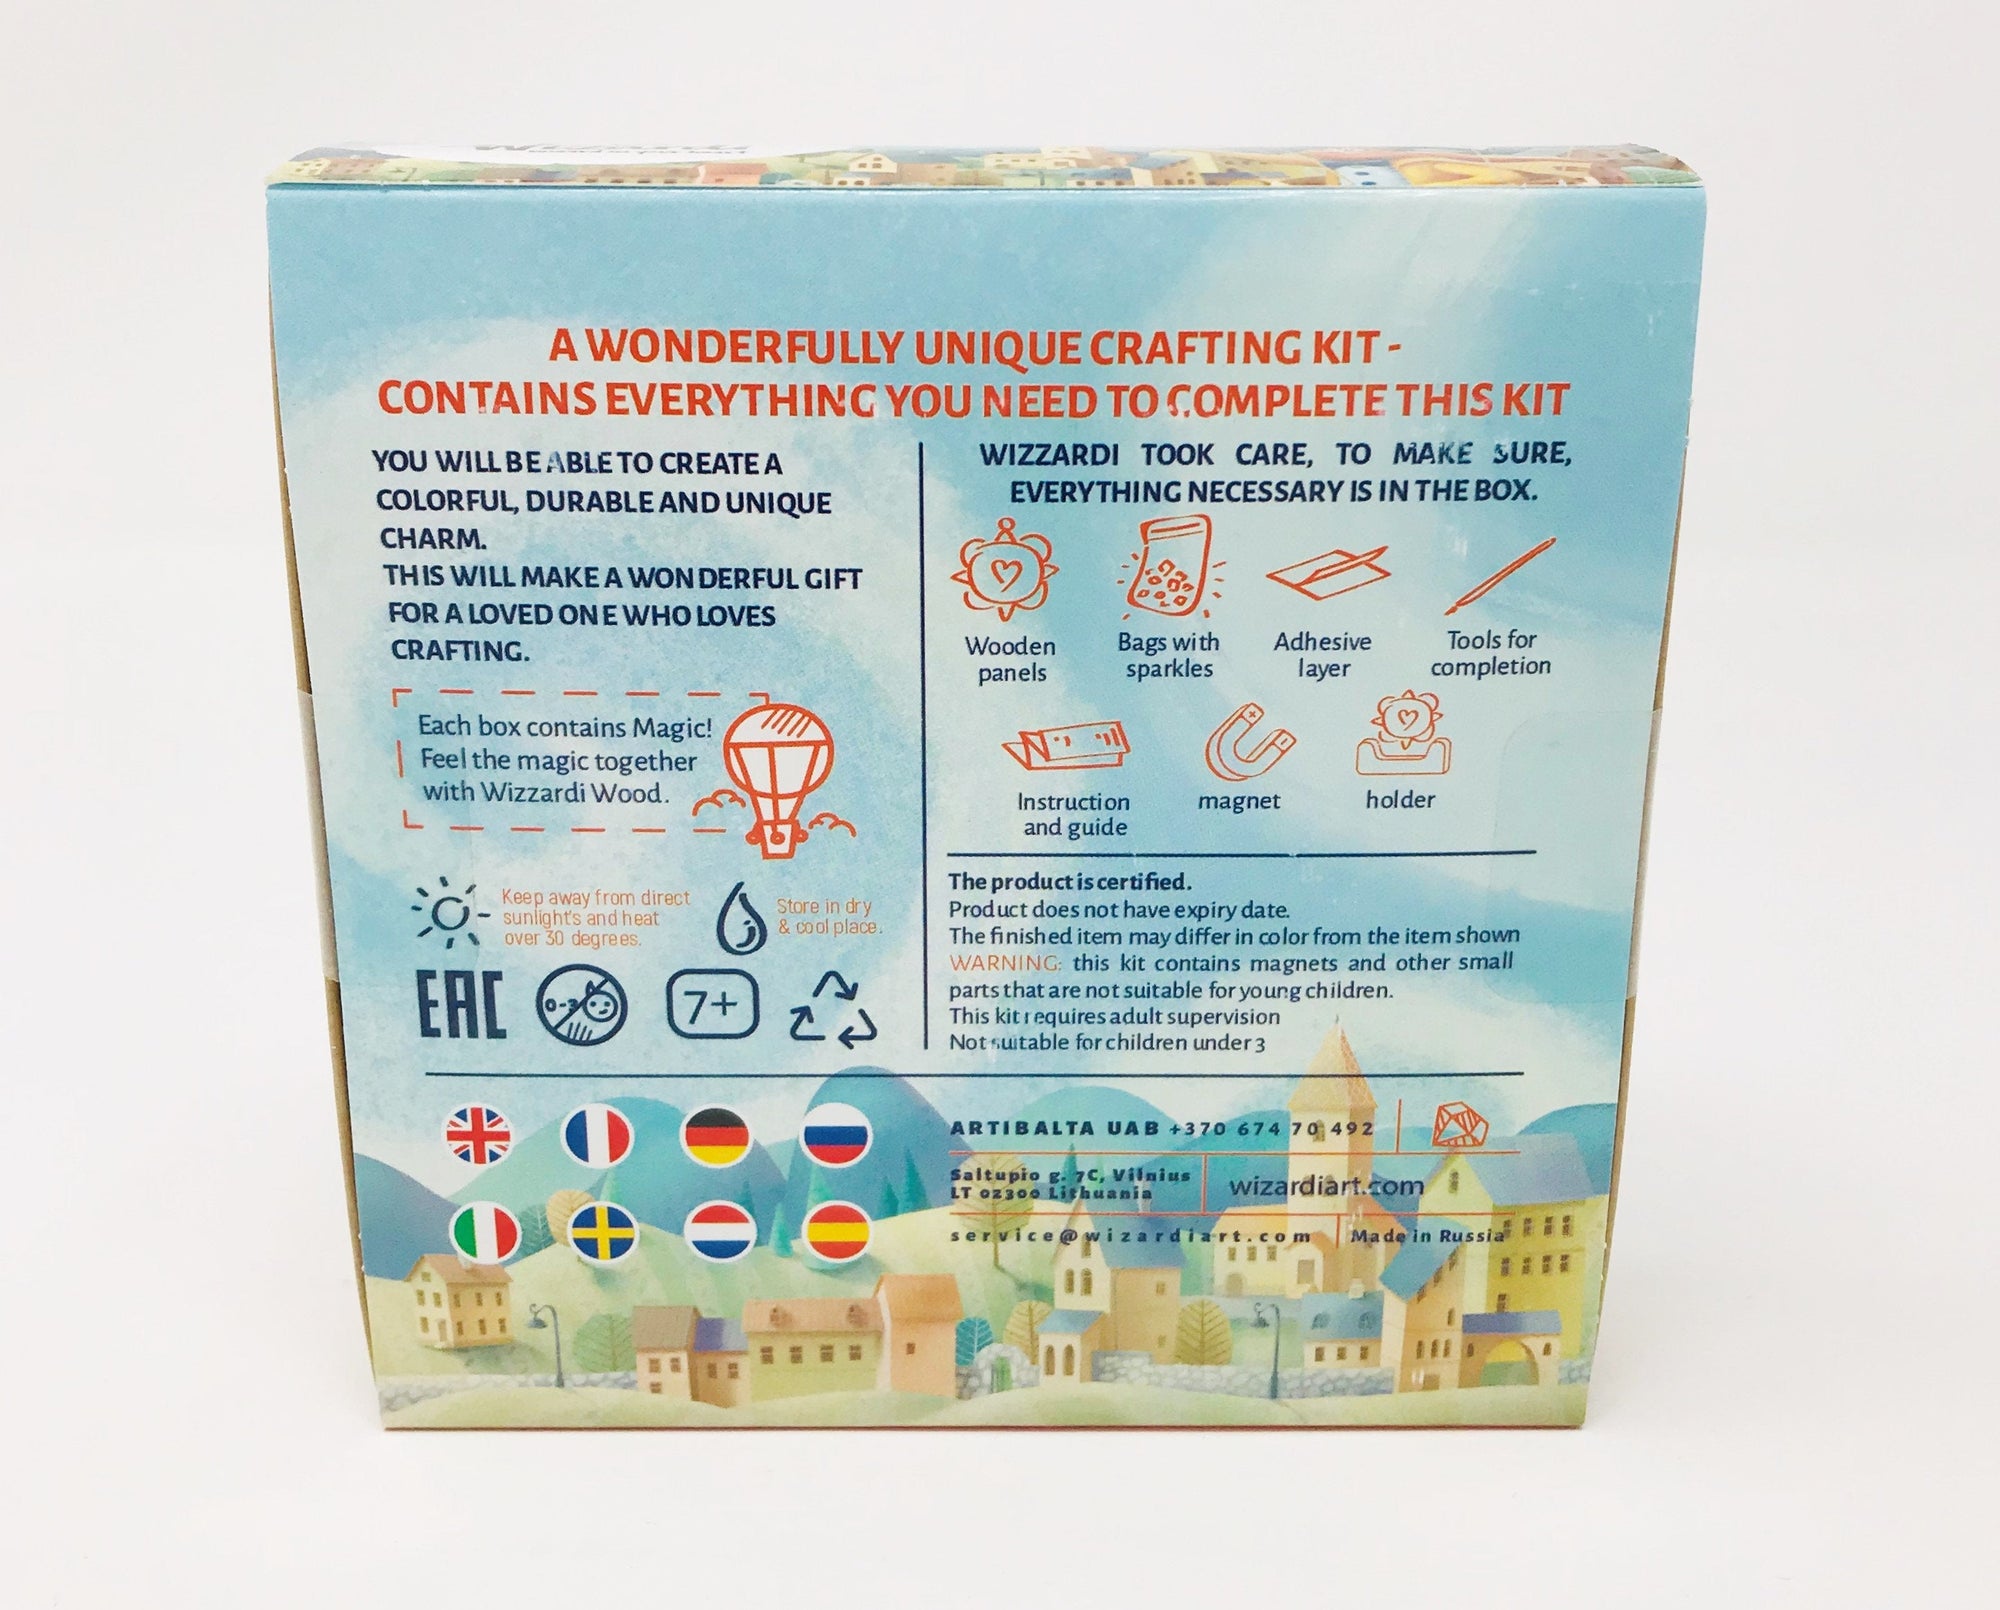 Wizzardi
A WONDERFULLY UNIQUE CRAFTING KIT -
CONTAINS EVERYTHING YOU NEED TO COMPLETE THIS KIT
YOU WILL BE ABLE TO CREATE A
COLORFUL, DURABLE AND UNIQUE
CHARM.
THIS WILL MAKE A WONDERFUL GIFT
FOR A LOVED ONE WHO LOVES
CRAFTING.
Each box contains Magic!
Feel the magic together
with Wizzardi Wood.
Keep away from direct
sunlight's and heat
over 30 degrees.
Store in dry
& cool place.
EAC
0-3
7+
WIZZARDI TOOK CARE, TO MAKE SURE,
EVERYTHING NECESSARY IS IN THE BOX.
Wooden
panels
Bags with
sparkles
Adhesive
layer
Tools for
completion
Instruction
and guide
magnet
holder
The product is certified.
Product does not have expiry date.
The finished item may differ in color from the item shown
WARNING: this kit contains magnets and other small
parts that are not suitable for young children.
This kit requires adult supervision
Not suitable for children under 3
ARTIBALTA UAB +370 674 70 492
Saltupio g. 7C, Vilnius
LT 02300 Lithuania
wizardiart.com
service@wizardiart.com
Made in Russia